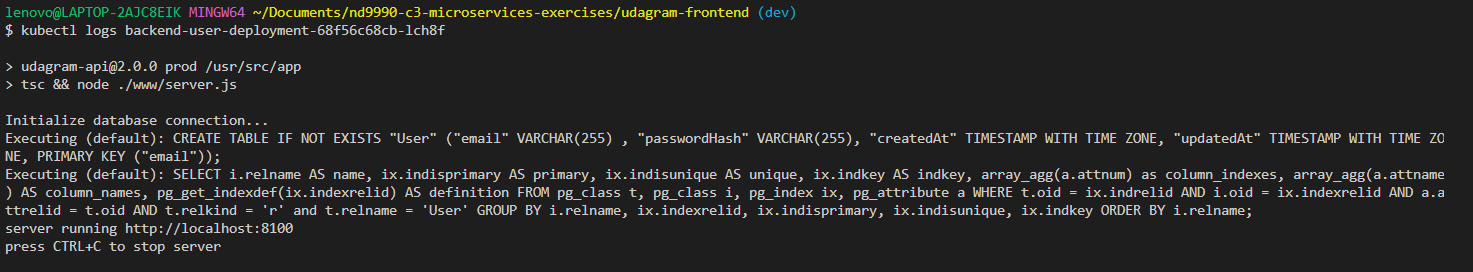 lenovo@LAPTOP-2AJC8EIK MINGW64 ~/Documents/nd9990-c3-microservices-exercises/udagram-frontend (dev)
$ kubectl logs backend-user-deployment-68f56c68cb-lch8f
> udagram-api@2.0.0 prod /usr/src/app
> tsc && node ./www/server.js
Initialize database connection...
Executing (default): CREATE TABLE IF NOT EXISTS "User" ("email" VARCHAR(255) , "passwordHash" VARCHAR(255), "createdAt" TIMESTAMP WITH TIME ZONE, "updatedAt" TIMESTAMP WITH TIME ZO
NE, PRIMARY KEY ("email"));
Executing (default): SELECT i.relname AS name, ix.indisprimary AS primary, ix.indisunique AS unique, ix.indkey AS indkey, array_agg(a.attnum) as column_indexes, array_agg(a.attname
) AS column_names, pg_get_indexdef(ix.indexrelid) AS definition FROM pg_class t, pg_class i, pg_index ix, pg_attribute a WHERE t.oid = ix.indrelid AND i.oid = ix.indexrelid AND a.a
ttrelid = t.oid AND t.relkind = 'r' and t.relname = 'User' GROUP BY i.relname, ix.indexrelid, ix.indisprimary, ix.indisunique, ix.indkey ORDER BY i.relname;
server running http://localhost:8100
press CTRL+C to stop server